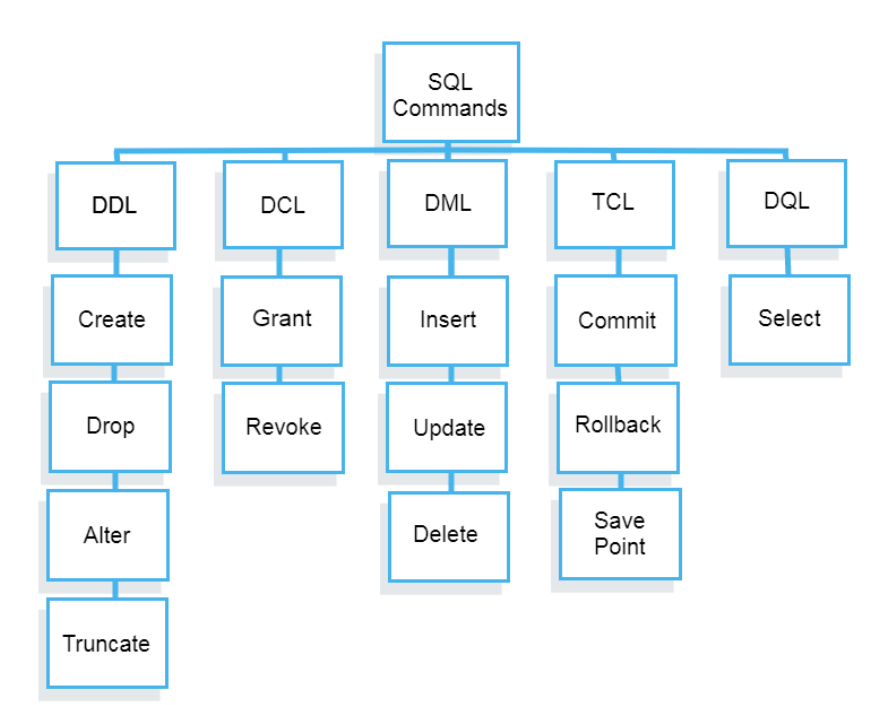 SQL
Commands
DDL
DCL
DML
TCL
DQL
Create
Grant
Insert
Commit
Select
Drop
Revoke
Update
Rollback
Alter
Delete
Save
Point
Truncate